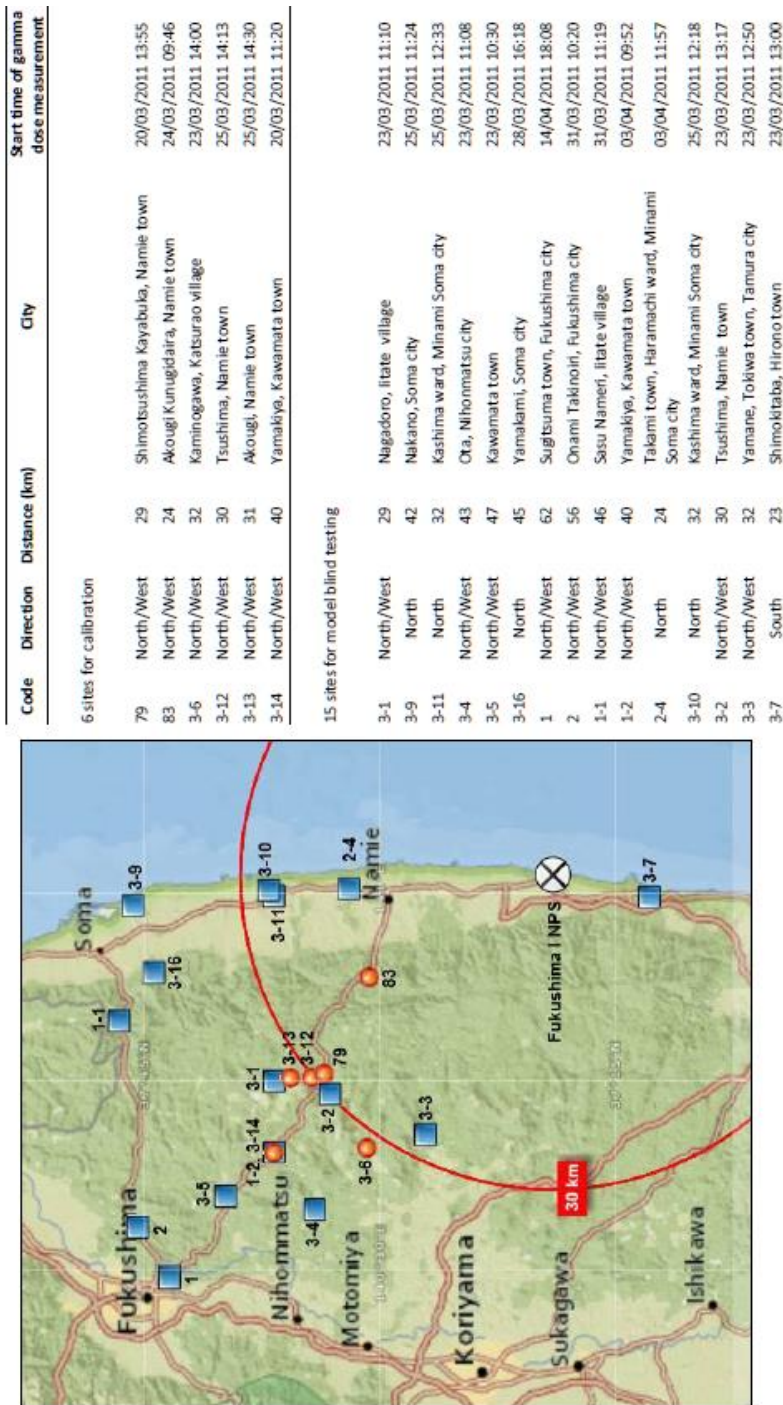 Code Direction Distance (km) City Start time of gamma
dose measurement
6 sites for calibration
79 North/West 29 Shimotsushima Kayabuka, Namie town 20/03/2011 13:55
83 North/West 24 Akougi Kunugidaira, Namie town 24/03/2011 09:46
3-6 North/West 32 Kaminogawa, Katsurao village 23/03/2011 14:00
3-12 North/West 30 Tsushima, Namie town 25/03/2011 14:13
3-13 North/West 31 Akougi, Namie town 25/03/2011 14:30
3-14 North/West 40 Yamakiya, Kawamata town 20/03/2011 11:20
15 sites for model blind testing
3-1 North/West 29 Nagadoro, Iitate village 23/03/2011 11:10
3-9 North 42 Nakano, Soma city 25/03/2011 11:24
3-11 North 32 Kashima ward, Minami Soma city 25/03/2011 12:33
3-4 North/West 43 Ota, Nihonmatsu city 23/03/2011 11:08
3-5 North/West 47 Kawamata town 23/03/2011 10:30
3-16 North 45 Yamakami, Soma city 28/03/2011 16:18
1 North/West 62 Sugitsuma town, Fukushima city 14/04/2011 18:08
2 North/West 56 Onami Takinoiri, Fukushima city 31/03/2011 10:20
1-1 North/West 46 Sasu Nameri, Iitate village 31/03/2011 11:19
1-2 North/West 40 Yamakiya, Kawamata town 03/04/2011 09:52
2-4 North 24 Takami town, Haramachi ward, Minami
Soma city 03/04/2011 11:57
3-10 North 32 Kashima ward, Minami Soma city 25/03/2011 12:18
3-2 North/West 30 Tsushima, Namie town 23/03/2011 13:17
3-3 North/West 32 Yamane, Tokiwa town, Tamura city 23/03/2011 12:50
3-7 South 23 Shimokitaba, Hirono town 23/03/2011 13:00
Soma
3-9
1-1
3-16
Fukushima
2
1
3-5
3-10
3-11
3-1
3-13
3-12
79
1-2
3-14
Nihommatsu
3-4
3-2
2-4
Namie
83
3-6
Motomiya
3-3
Koriyama
Fukushima I NPS
30 km
Sukagawa
3-7
Ishikawa